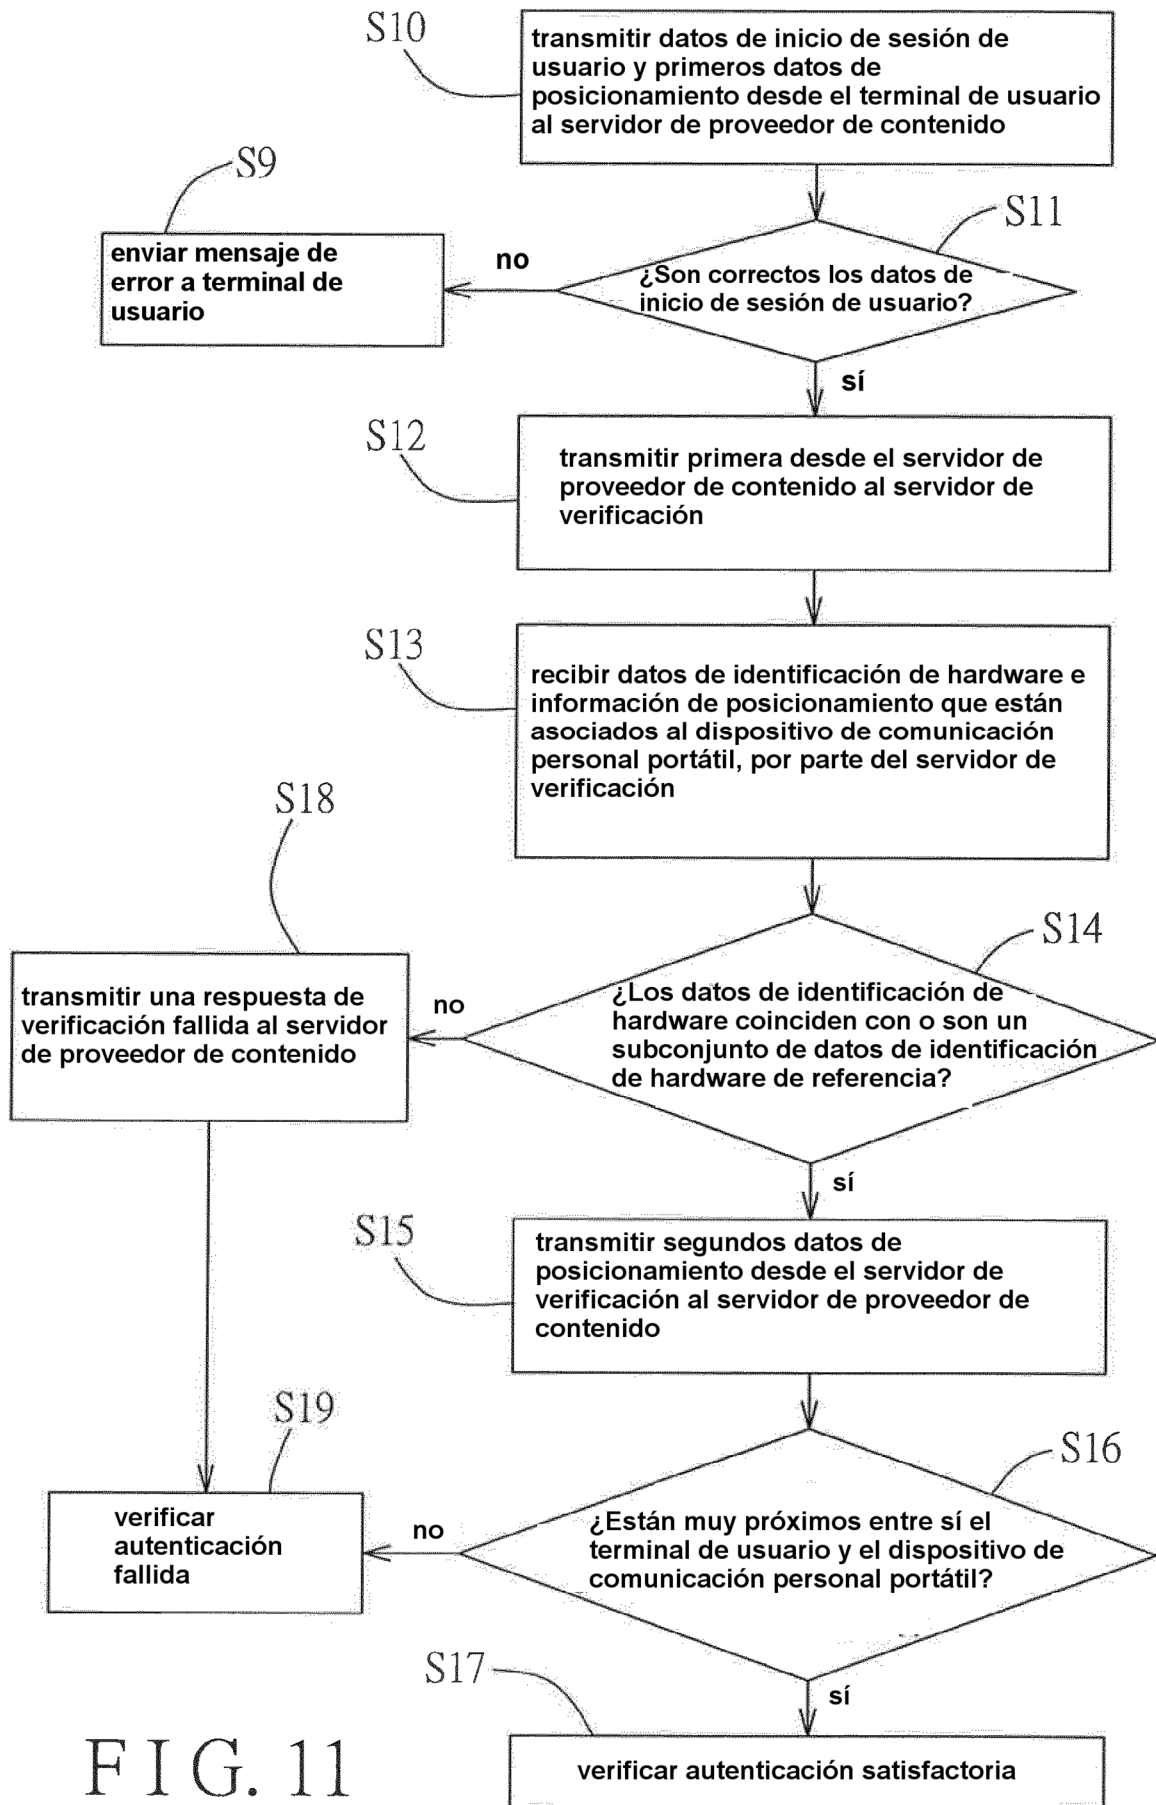 S10
transmitir datos de inicio de sesión de
usuario y primeros datos de
posicionamiento desde el terminal de usuario
al servidor de proveedor de contenido
S9
enviar mensaje de
error a terminal de
usuario
no
S11
¿Son correctos los datos de
inicio de sesión de usuario?
sí
S12
transmitir primera desde el servidor de
proveedor de contenido al servidor de
verificación
S13
recibir datos de identificación de hardware e
información de posicionamiento que están
asociados al dispositivo de comunicación
personal portátil, por parte del servidor de
verificación
S18
transmitir una respuesta de
verificación fallida al servidor
de proveedor de contenido
no
S14
¿Los datos de identificación de
hardware coinciden con o son un
subconjunto de datos de identificación
de hardware de referencia?
sí
S15
transmitir segundos datos de
posicionamiento desde el servidor de
verificación al servidor de proveedor de
contenido
S19
verificar
autenticación
fallida
no
S16
¿Están muy próximos entre sí el
terminal de usuario y el dispositivo de
comunicación personal portátil?
sí
S17
verificar autenticación satisfactoria
FIG. 11